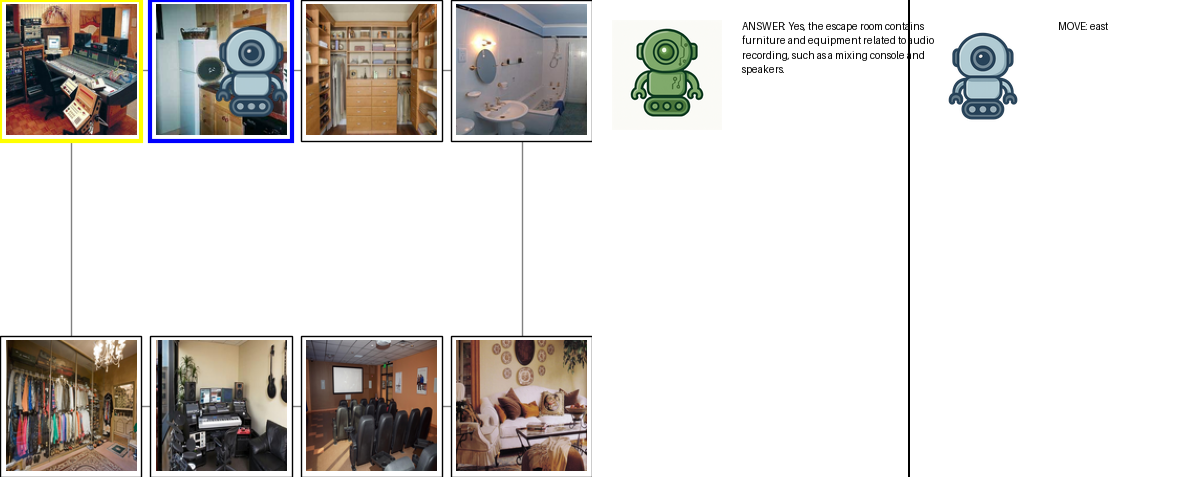 ANSWER: Yes, the escape room contains
furniture and equipment related to audio
recording, such as a mixing console and
speakers.
MOVE: east